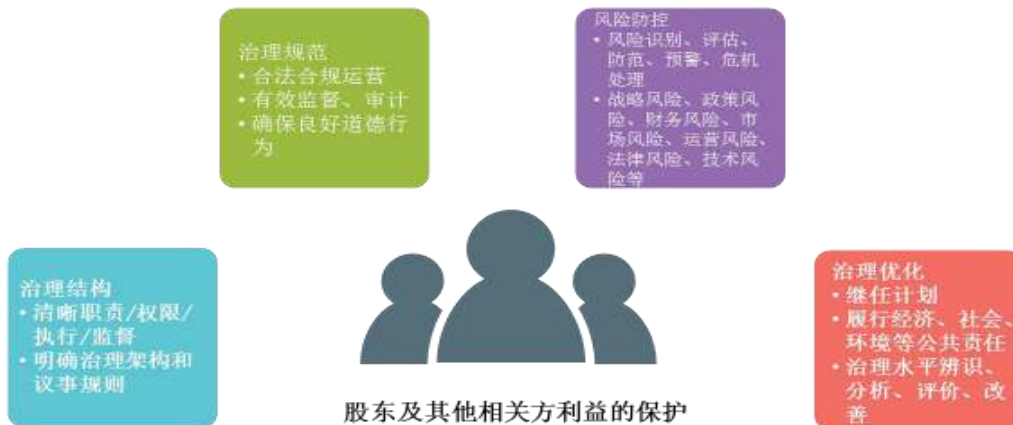 治理规范
• 合法合规运营
• 有效监督、审计
• 确保良好道德行
为
风险防控
• 风险识别、评估、
防范、预警、危机
处理
• 战略风险、政策风
险、财务风险、市
场风险、运营风险、
法律风险、技术风
险等
治理结构
• 清晰职责/权限/
执行/监督
• 明确治理架构和
议事规则
治理优化
• 继任计划
• 履行经济、社会、
环境等公共责任
• 治理水平辨识、
分析、评价、改
善
股东及其他相关方利益的保护